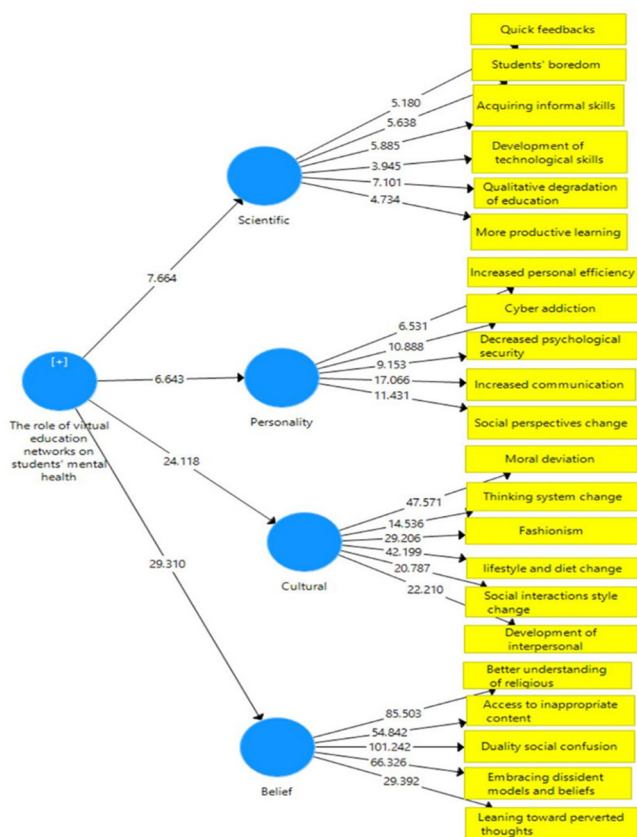 Quick feedbacks
Students' boredom
5.180
5.638
Acquiring informal skills
5.885
3.945
Development of
technological skills
7.101
4.734
Qualitative degradation
of education
Scientific
More productive learning
7.664
Increased personal efficiency
6.531
Cyber addiction
10.888
9.153
Decreased psychological
security
[+]
6.643
17.066
11.431
Increased communication
Personality
Social perspectives change
The role of virtual
education
networks on
students' mental
health
Moral deviation
24.118
47.571
Thinking system change
14.536
29.206
Fashionism
42.199
20.787
lifestyle and diet change
22.210
29.310
Cultural
Social interactions style
change
Development of
interpersonal
Better understanding
of religious
85.503
Access to inappropriate
content
54.842
101.242
Duality social confusion
66.326
29.392
Embracing dissident
models and beliefs
Belief
Leaning toward perverted
thoughts